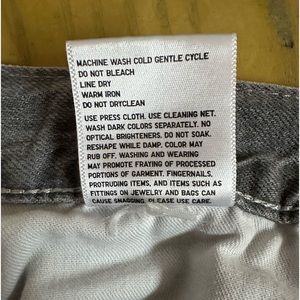 MACHINE WASH COLD GENTLE CYCLE
DO NOT BLEACH
LINE DRY
WARM IRON
DO NOT DRYCLEAN
USE PRESS CLOTH. USE CLEANING NET.
WASH DARK COLORS SEPARATELY. NO
OPTICAL BRIGHTENERS. DO NOT SOAK.
RESHAPE WHILE DAMP. COLOR MAY
RUB OFF. WASHING AND WEARING
MAY PROMOTE FRAYING OF PROCESSED
PORTIONS OF GARMENT. FINGERNAILS,
PROTRUDING ITEMS, AND ITEMS SUCH AS
FITTINGS ON JEWELRY AND BAGS CAN
CAUSE SNAGGING. PLEASE USE CARE.